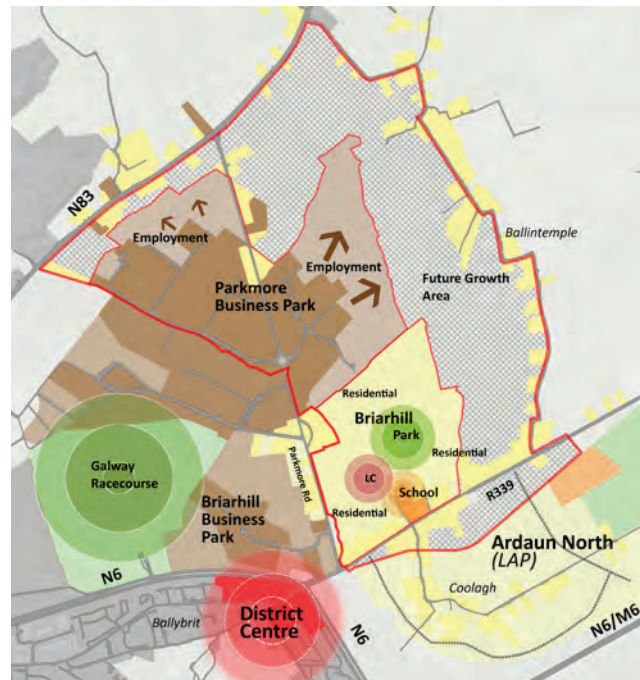 N83
Employment
Employment
Ballintemple
Parkmore
Business Park
Future Growth
Area
Residential
Briarhill
Park
Residential
Galway
Racecourse
Parkmore Rd
LC
School
R339
Briarhill
Business
Park
Residential
Ardaun North
(LAP)
N6
Coolagh
Ballybrit
District
Centre
N6
N6/M6